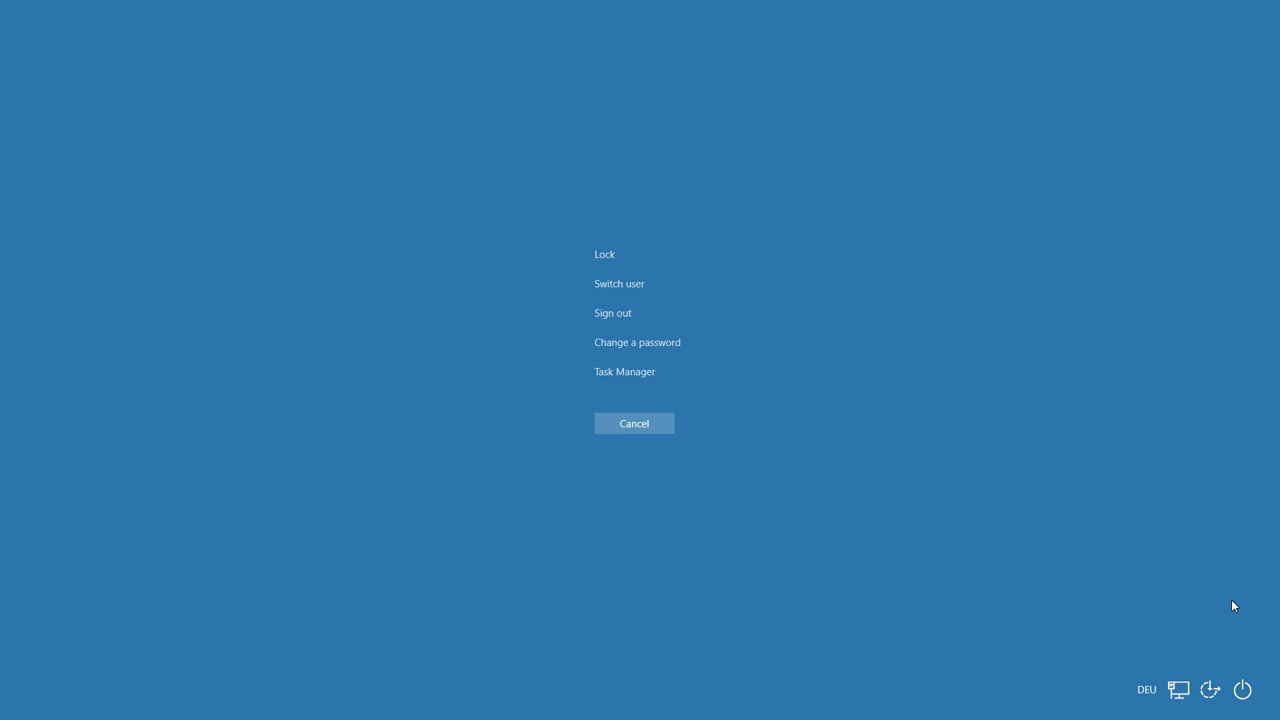 Lock
Switch user
Sign out
Change a password
Task Manager
Cancel
DEU